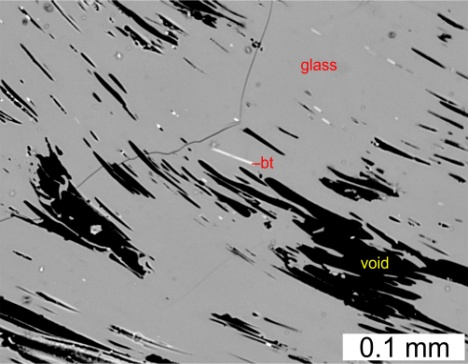 glass
–bt
void
0.1 mm